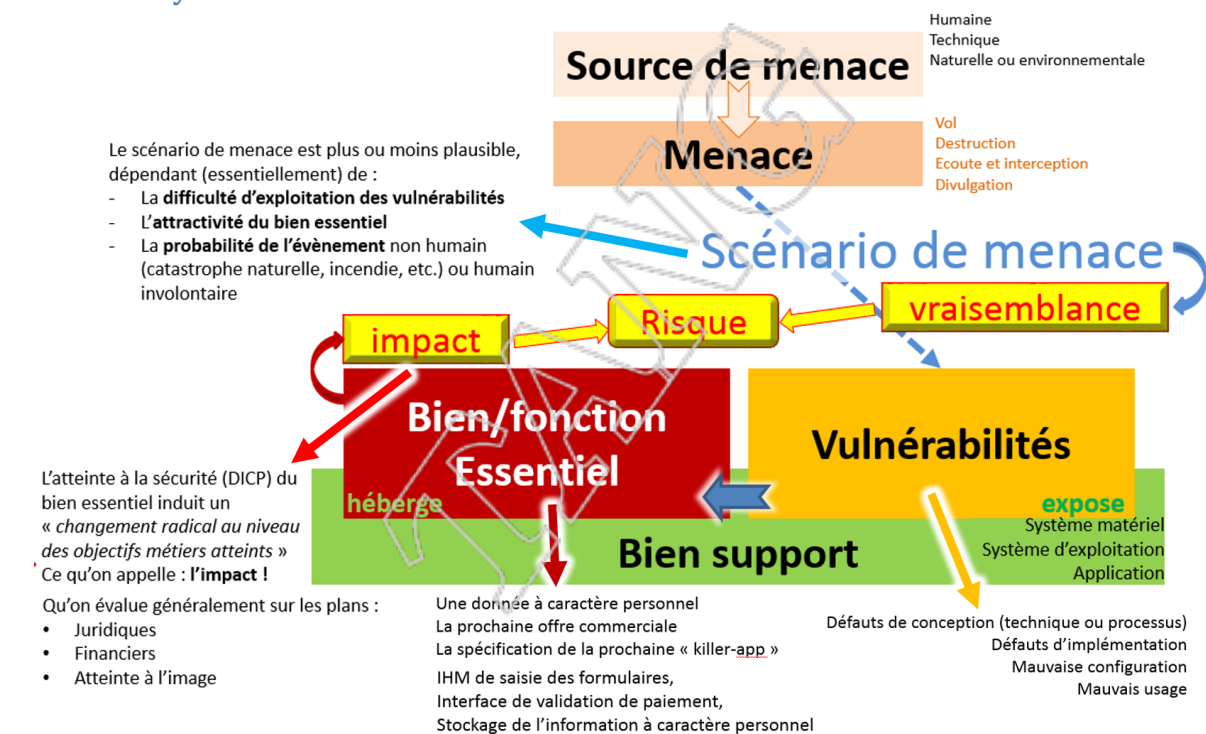 Humaine
Technique
Naturelle ou environnementale
Source de menace
Menace
Vol
Destruction
Ecoute et interception
Divulgation
Le scénario de menace est plus ou moins plausible,
dépendant (essentiellement) de :
- La difficulté d'exploitation des vulnérabilités
- L'attractivité du bien essentiel
- La probabilité de l'évènement non humain
(catastrophe naturelle, incendie, etc.) ou humain
involontaire
Scénario de menace
vraisemblance
Risque
impact
Bien/fonction
Essentiel
Vulnérabilités
héberge
expose
Bien support
Système matériel
Système d'exploitation
Application
L'atteinte à la sécurité (DICP) du
bien essentiel induit un
« changement radical au niveau
des objectifs métiers atteints »
Ce qu'on appelle : l'impact !
Qu'on évalue généralement sur les plans :
• Juridiques
• Financiers
• Atteinte à l'image
Une donnée à caractère personnel
La prochaine offre commerciale
La spécification de la prochaine « killer-app »
IHM de saisie des formulaires,
Interface de validation de paiement,
Stockage de l'information à caractère personnel
Défauts de conception (technique ou processus)
Défauts d'implémentation
Mauvaise configuration
Mauvais usage